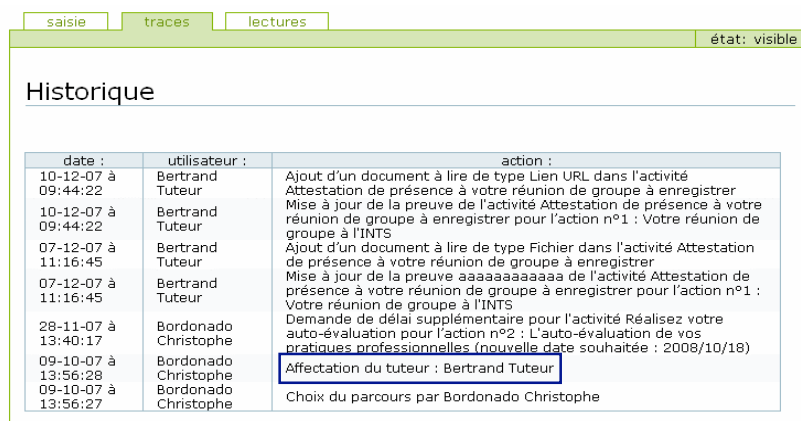 saisie traces lectures
état: visible
Historique
date : utilisateur : action :
10-12-07 à Bertrand Ajout d'un document à lire de type Lien URL dans l'activité
09:44:22 Tuteur Attestation de présence à votre réunion de groupe à enregistrer
Mise à jour de la preuve de l'activité Attestation de présence à votre
10-12-07 à Bertrand réunion de groupe à enregistrer pour l'action n°1 : Votre réunion de
09:44:22 Tuteur groupe à l'INTS
07-12-07 à Bertrand Ajout d'un document à lire de type Fichier dans l'activité Attestation
11:16:45 Tuteur de présence à votre réunion de groupe à enregistrer
Mise à jour de la preuve aaaaaaaaaaaa de l'activité Attestation de
07-12-07 à Bertrand présence à votre réunion de groupe à enregistrer pour l'action n°1 :
11:16:45 Tuteur Votre réunion de groupe à l'INTS
Demande de délai supplémentaire pour l'activité Réalisez votre
28-11-07 à Bordonado auto-évaluation pour l'action n°2 : L'auto-évaluation de vos
13:40:17 Christophe pratiques professionnelles (nouvelle date souhaitée : 2008/10/18)
09-10-07 à Bordonado Affectation du tuteur : Bertrand Tuteur
13:56:28 Christophe
09-10-07 à Bordonado Choix du parcours par Bordonado Christophe
13:56:27 Christophe